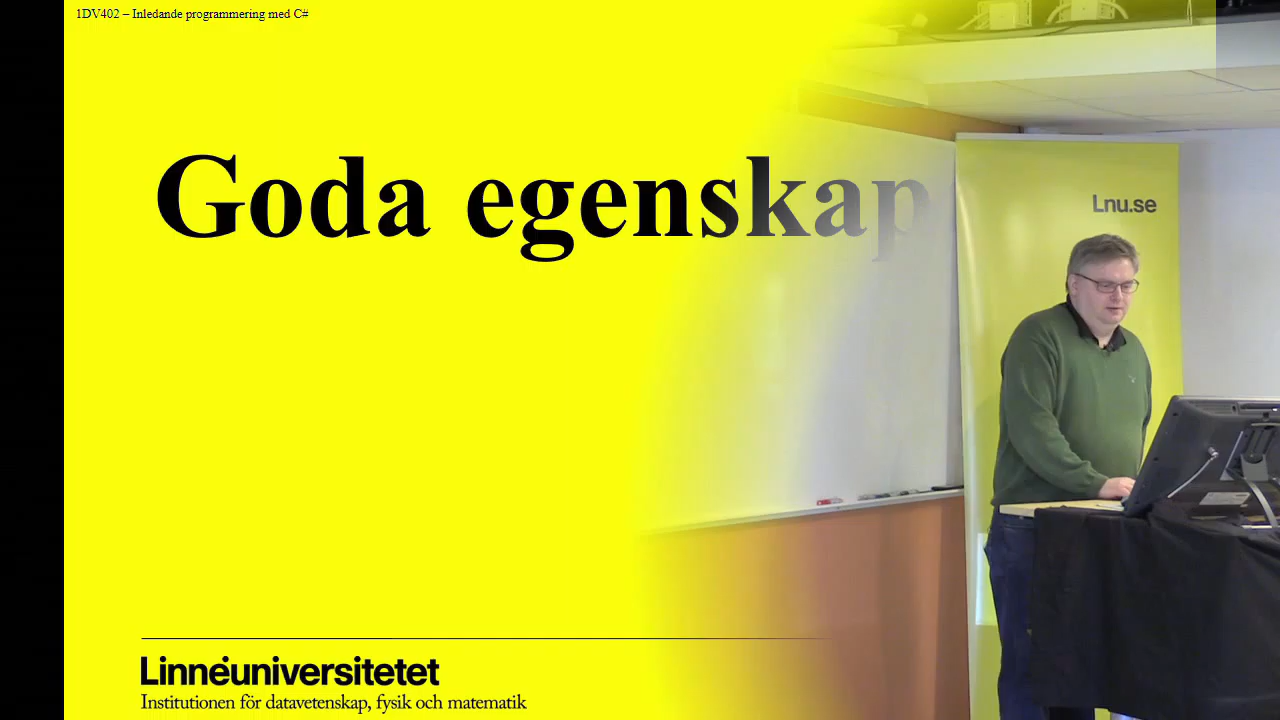 1DV402 – Inledande programmering med C#
Goda egenskap
Lnu.se
Linnéuniversitetet
Institutionen för datavetenskap, fysik och matematik